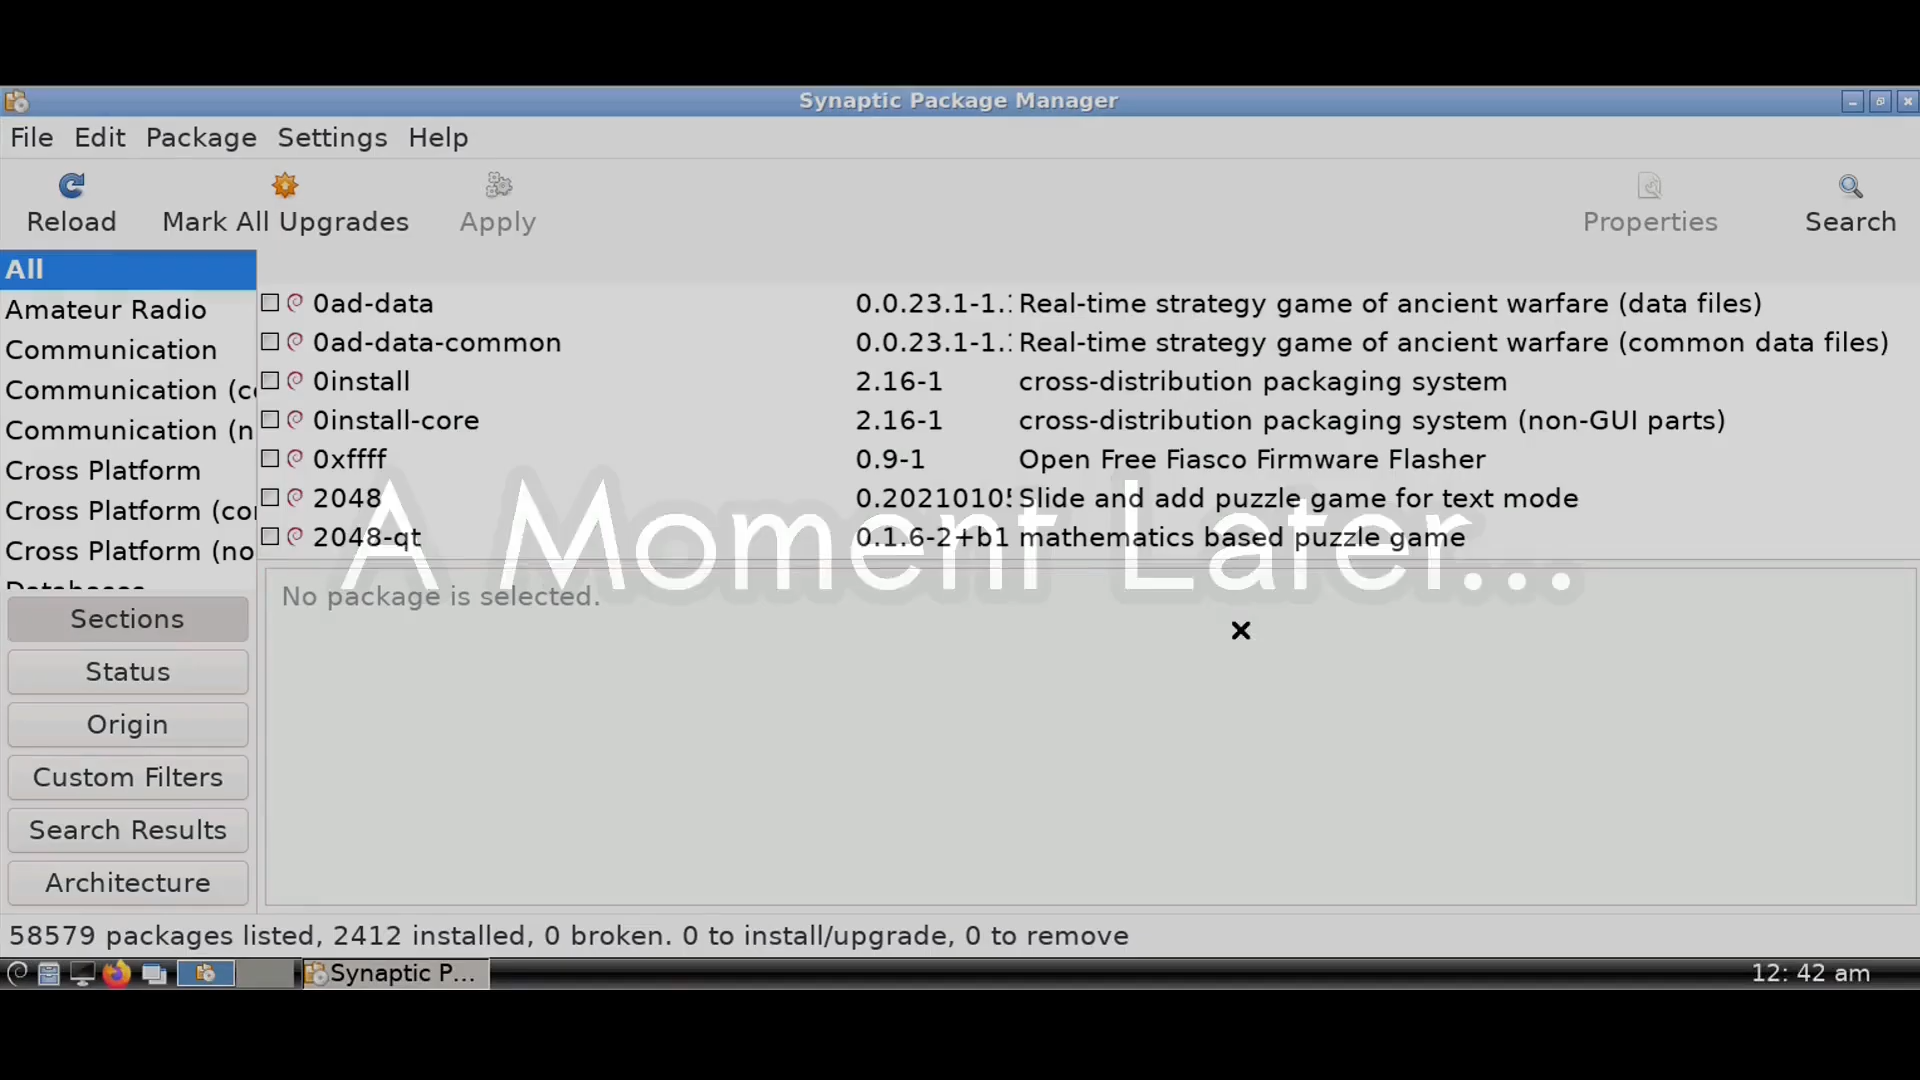 Synaptic Package Manager
File Edit Package Settings Help
Reload Mark All Upgrades Apply Properties Search
All
Amateur Radio
Communication
Communication (c
Communication (n
Cross Platform
Cross Platform (co
Cross Platform (no
Databases
0ad-data 0.0.23.1-1. Real-time strategy game of ancient warfare (data files)
0ad-data-common 0.0.23.1-1. Real-time strategy game of ancient warfare (common data files)
0install 2.16-1 cross-distribution packaging system
0install-core 2.16-1 cross-distribution packaging system (non-GUI parts)
0xffff 0.9-1 Open Free Fiasco Firmware Flasher
2048 0.2021010 Slide and add puzzle game for text mode
2048-qt 0.1.6-2+b1 mathematics based puzzle game
A Moment Later...
No package is selected.
Sections
Status
Origin
Custom Filters
Search Results
Architecture
58579 packages listed, 2412 installed, 0 broken. 0 to install/upgrade, 0 to remove
Synaptic P... 12: 42 am